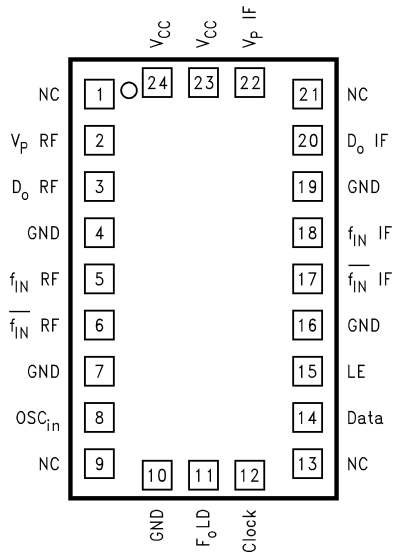 VCC VCC VP IF
24 23 22
NC 1 21 NC
VP RF 2 20 Do IF
Do RF 3 19 GND
GND 4 18 fIN IF
fIN RF 5 17 f̅I̅N̅ IF
f̅I̅N̅ RF 6 16 GND
GND 7 15 LE
OSCin 8 14 Data
NC 9 13 NC
10 11 12
GND FoLD Clock